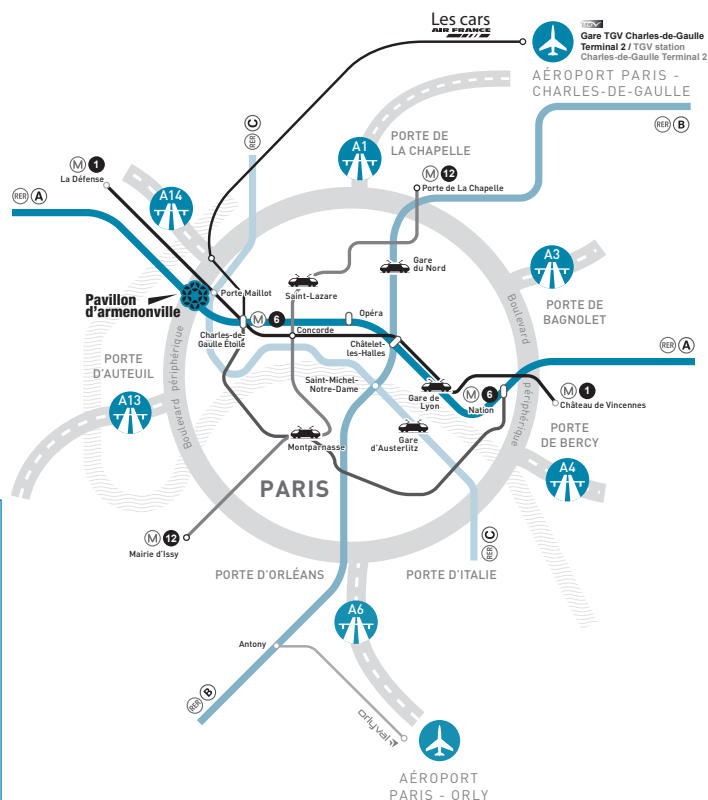 Les cars
AIR FRANCE
TGV
Gare TGV Charles-de-Gaulle
Terminal 2 / TGV station
Charles-de-Gaulle Terminal 2
AÉROPORT PARIS -
CHARLES-DE-GAULLE
RER B
RER C
A1
PORTE DE
LA CHAPELLE
M 1
La Défense
M 12
Porte de La Chapelle
RER A
A14
Gare
du Nord
A3
Boulevard
PORTE DE
BAGNOLET
Pavillon
d'armenonville
Porte Maillot
Saint-Lazare
M 6
Opéra
Charles-de-
Gaulle Étoile
Concorde
Châtelet-
les-Halles
RER A
PORTE
D'AUTEUIL
Boulevard périphérique
Saint-Michel-
Notre-Dame
Gare de
Lyon
M 6
Nation
M 1
Château de Vincennes
A13
périphérique
PORTE
DE BERCY
Gare
d'Austerlitz
Montparnasse
A4
PARIS
M 12
Mairie d'Issy
RER C
PORTE D'ORLÉANS
PORTE D'ITALIE
A6
Antony
RER B
orlyval
AÉROPORT
PARIS - ORLY